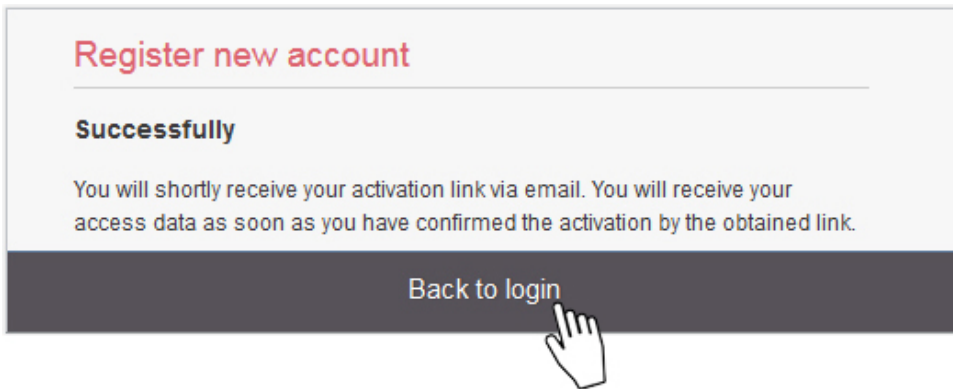 Register new account
Successfully
You will shortly receive your activation link via email. You will receive your
access data as soon as you have confirmed the activation by the obtained link.
Back to login